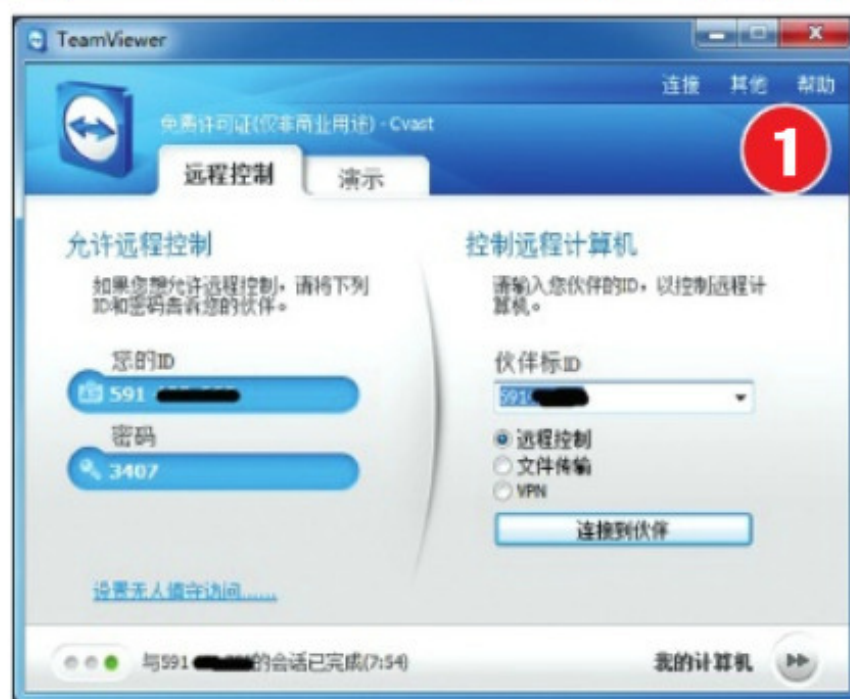 TeamViewer
连接 其他 帮助
免费许可证(仅非商业用途) - Cvast
1
远程控制 演示
允许远程控制
如果您想允许远程控制，请将下列
ID和密码告诉您的伙伴。
您的ID
591
密码
3407
设置无人值守访问......
控制远程计算机
请输入您伙伴的ID，以控制远程计
算机。
伙伴标ID
591
远程控制
文件传输
VPN
连接到伙伴
与591 的会话已完成(7:54)
我的计算机